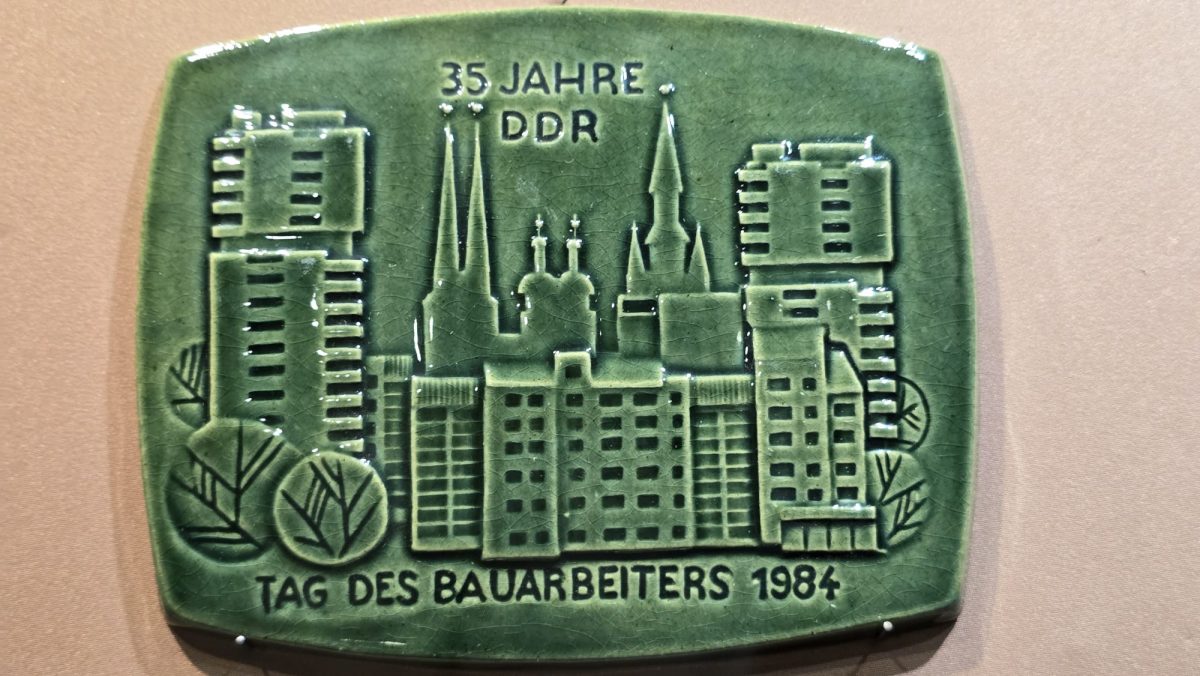 35 JAHRE
DDR
TAG DES BAUARBEITERS 1984